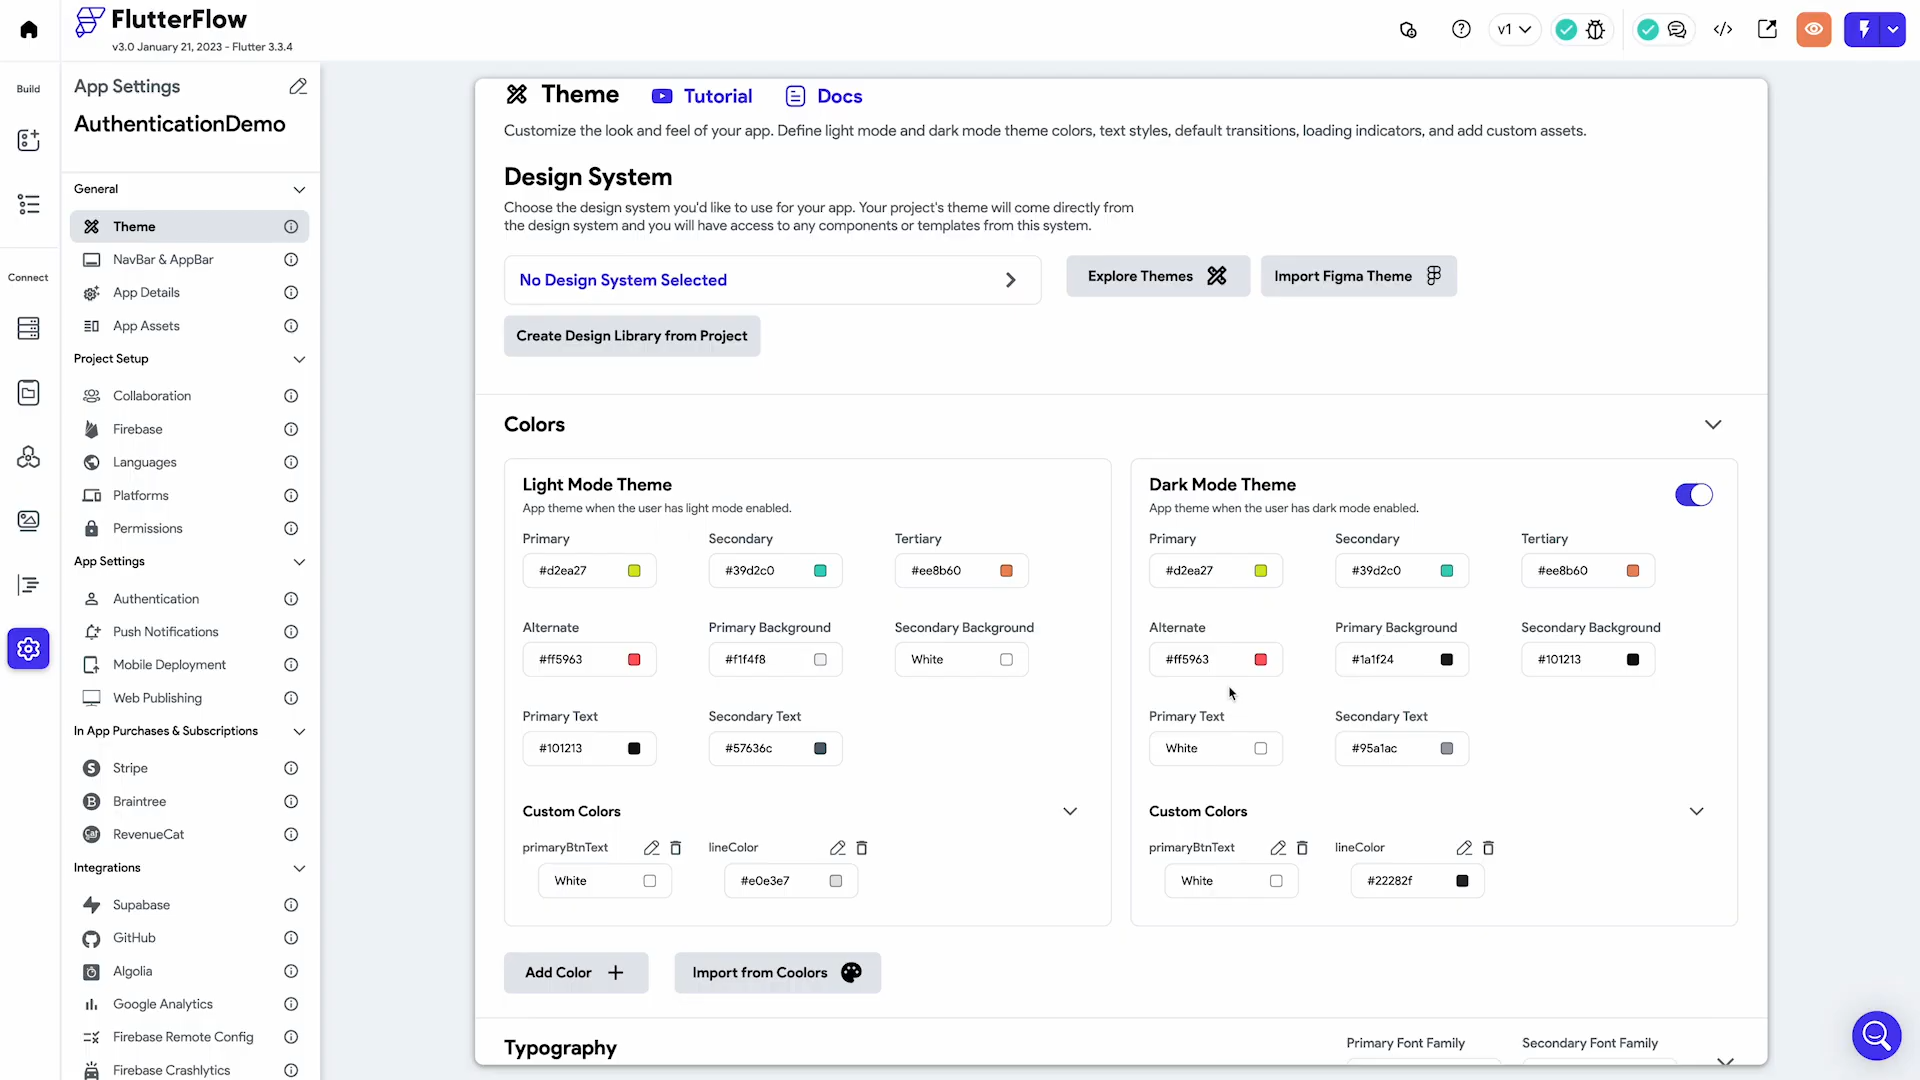 FlutterFlow
v3.0 January 21, 2023 - Flutter 3.3.4
v1
Build
Connect
App Settings
AuthenticationDemo
General
Theme
NavBar & AppBar
App Details
App Assets
Project Setup
Collaboration
Firebase
Languages
Platforms
Permissions
App Settings
Authentication
Push Notifications
Mobile Deployment
Web Publishing
In App Purchases & Subscriptions
Stripe
Braintree
RevenueCat
Integrations
Supabase
GitHub
Algolia
Google Analytics
Firebase Remote Config
Firebase Crashlytics
Theme Tutorial Docs
Customize the look and feel of your app. Define light mode and dark mode theme colors, text styles, default transitions, loading indicators, and add custom assets.
Design System
Choose the design system you'd like to use for your app. Your project's theme will come directly from
the design system and you will have access to any components or templates from this system.
No Design System Selected
Explore Themes
Import Figma Theme
Create Design Library from Project
Colors
Light Mode Theme
App theme when the user has light mode enabled.
Primary Secondary Tertiary
#d2ea27 #39d2c0 #ee8b60
Alternate Primary Background Secondary Background
#ff5963 #f1f4f8 White
Primary Text Secondary Text
#101213 #57636c
Custom Colors
primaryBtnText lineColor
White #e0e3e7
Dark Mode Theme
App theme when the user has dark mode enabled.
Primary Secondary Tertiary
#d2ea27 #39d2c0 #ee8b60
Alternate Primary Background Secondary Background
#ff5963 #1a1f24 #101213
Primary Text Secondary Text
White #95a1ac
Custom Colors
primaryBtnText lineColor
White #22282f
Add Color
Import from Coolors
Typography
Primary Font Family Secondary Font Family